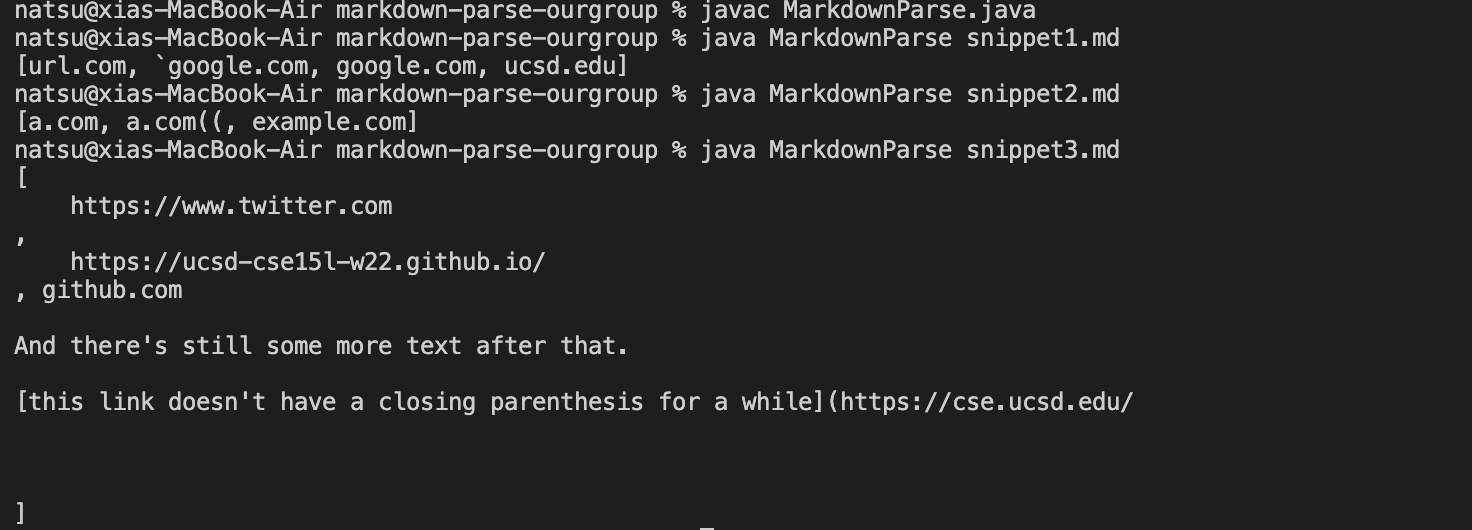 natsu@xias-MacBook-Air markdown-parse-ourgroup % javac MarkdownParse.java
natsu@xias-MacBook-Air markdown-parse-ourgroup % java MarkdownParse snippet1.md
[url.com, `google.com, google.com, ucsd.edu]
natsu@xias-MacBook-Air markdown-parse-ourgroup % java MarkdownParse snippet2.md
[a.com, a.com((, example.com]
natsu@xias-MacBook-Air markdown-parse-ourgroup % java MarkdownParse snippet3.md
[
    https://www.twitter.com
,
    https://ucsd-cse15l-w22.github.io/
, github.com
And there's still some more text after that.
[this link doesn't have a closing parenthesis for a while](https://cse.ucsd.edu/
]